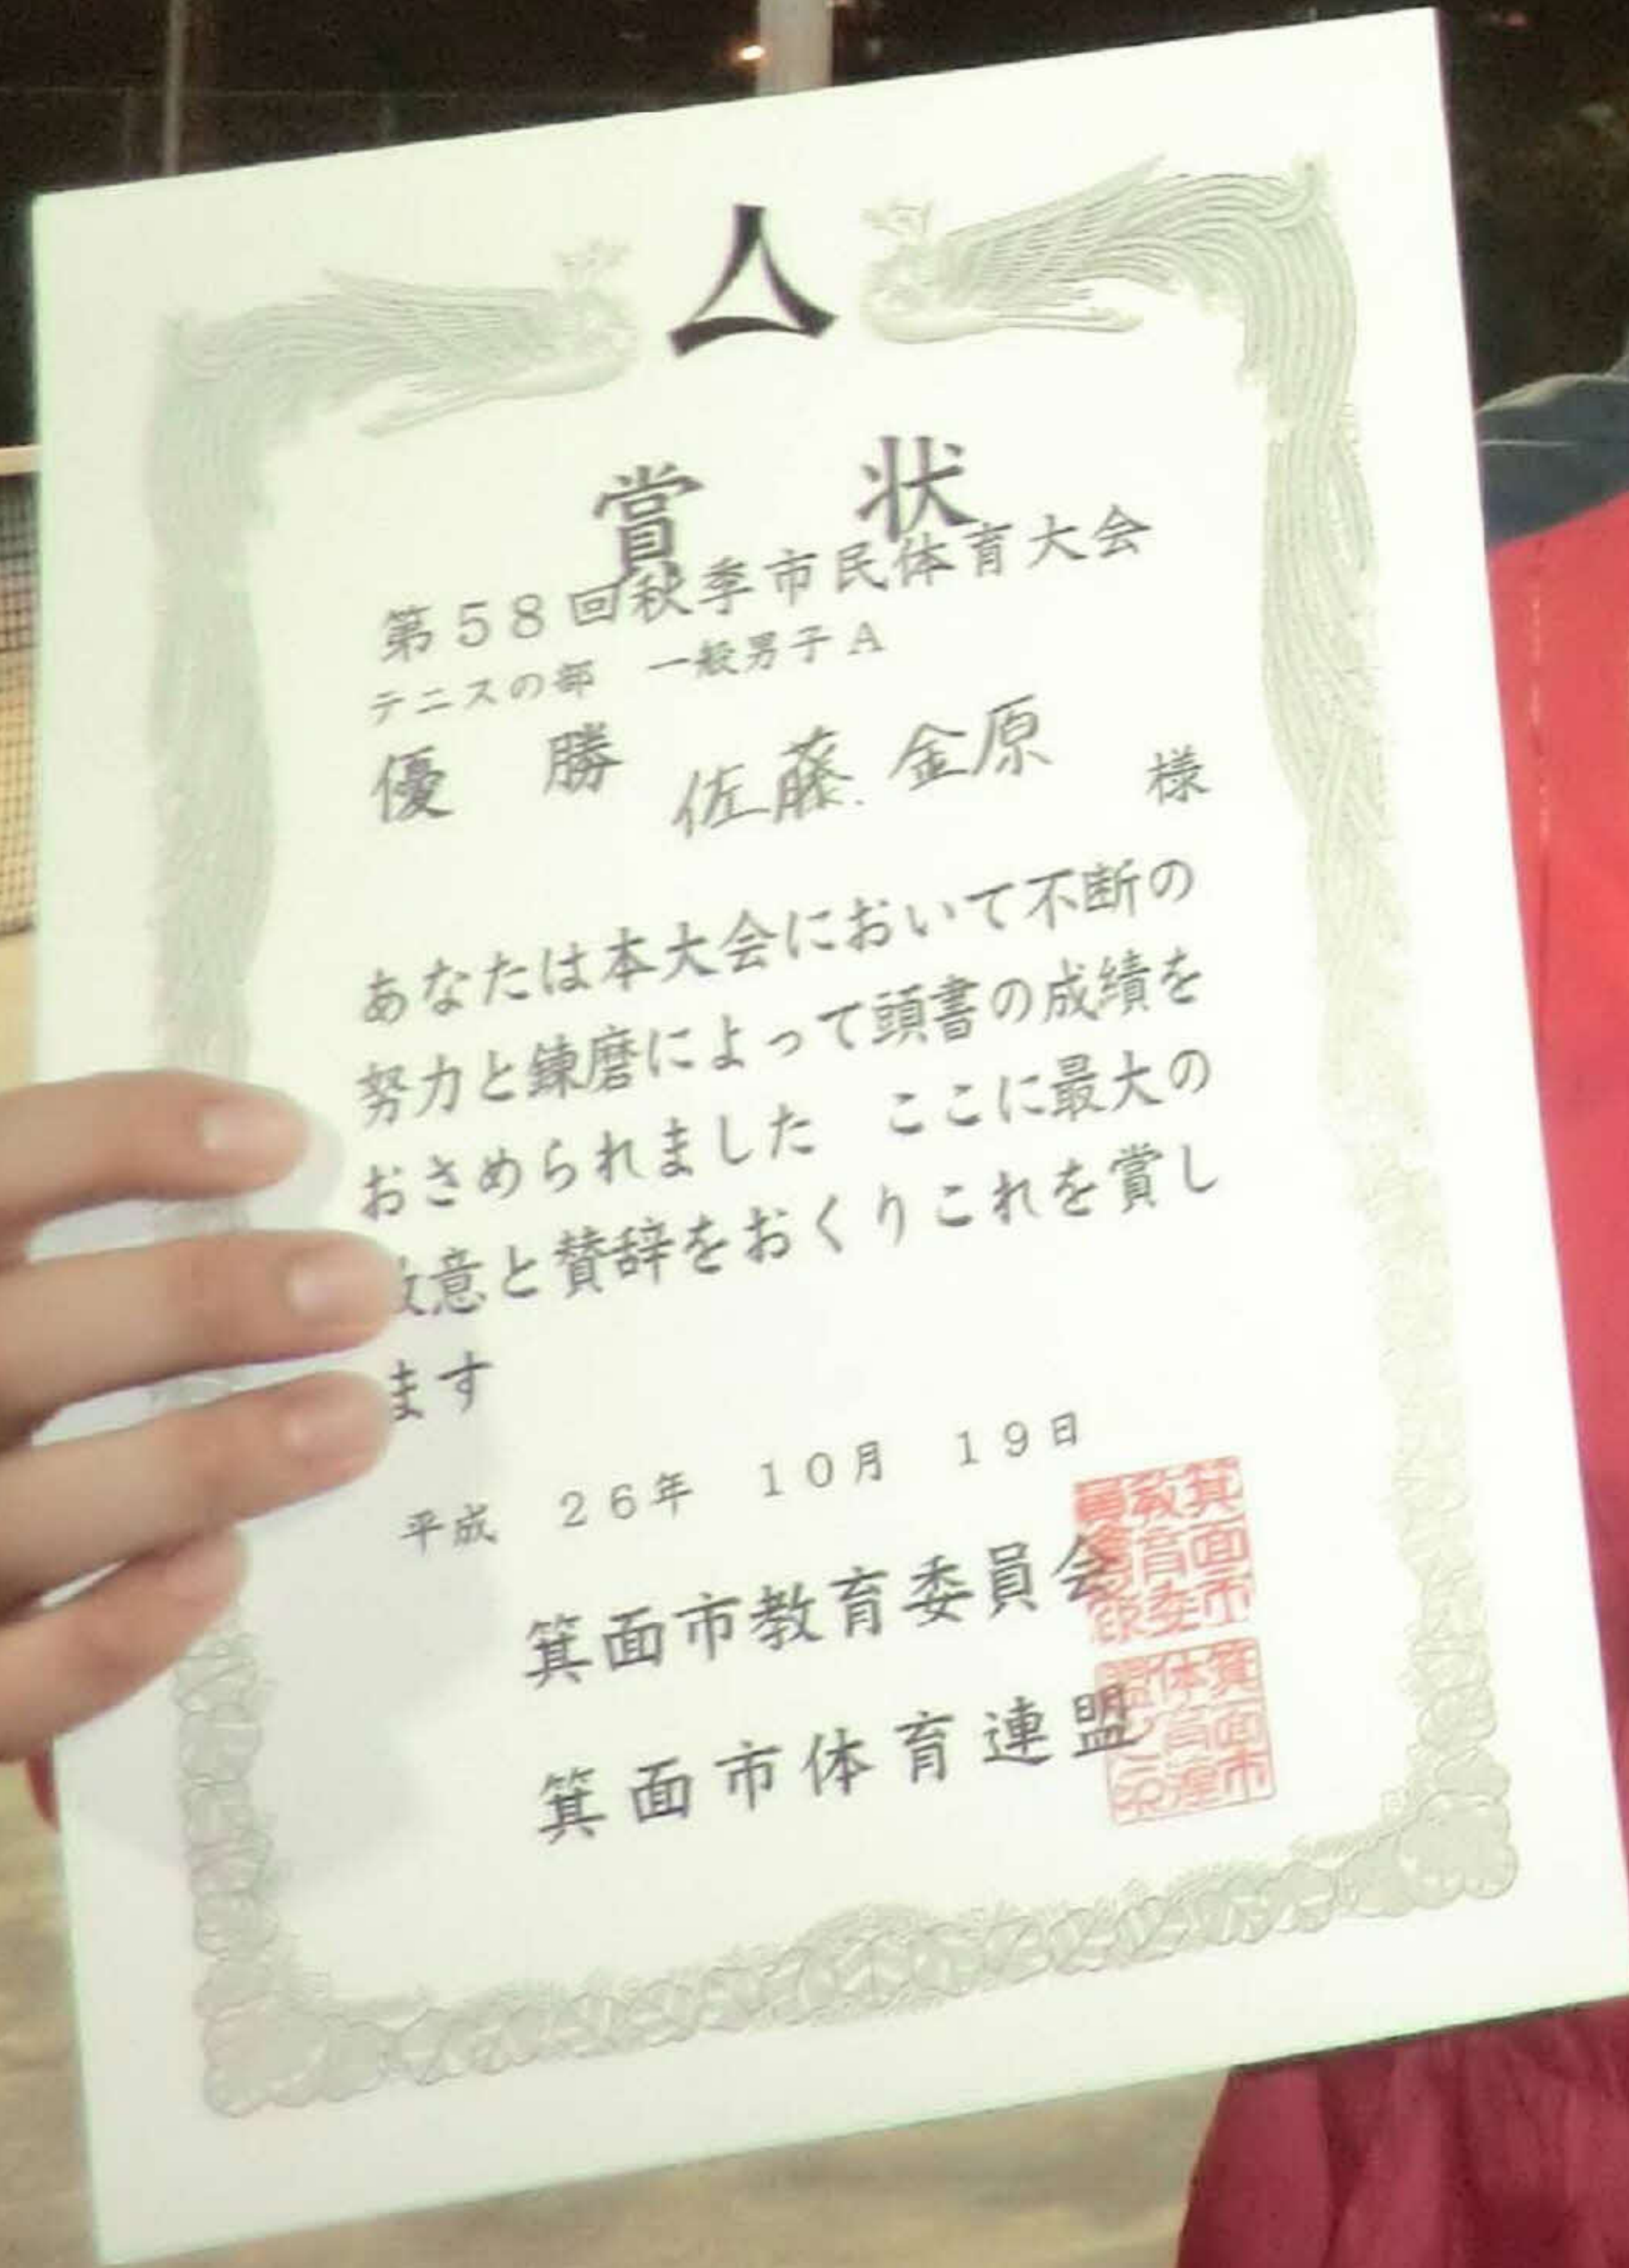 賞 状
第58回秋季市民体育大会
テニスの部 一般男子A
優 勝 佐藤.金原 様
あなたは本大会において不断の
努力と錬磨によって頭書の成績を
おさめられました ここに最大の
意と賛辞をおくりこれを賞し
ます
平成 26年 10月 19日
箕面市教育委員会
箕面市体育連盟